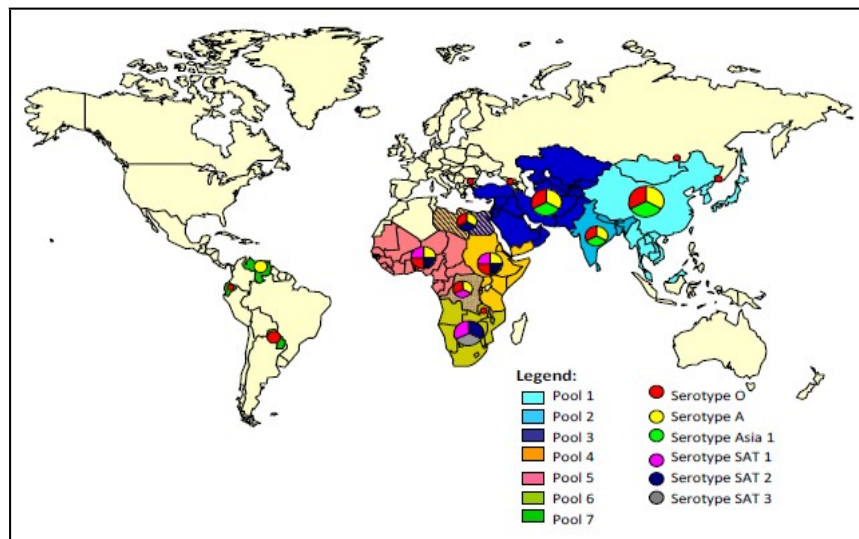 Legend:
Pool 1
Pool 2
Pool 3
Pool 4
Pool 5
Pool 6
Pool 7
Serotype O
Serotype A
Serotype Asia 1
Serotype SAT 1
Serotype SAT 2
Serotype SAT 3